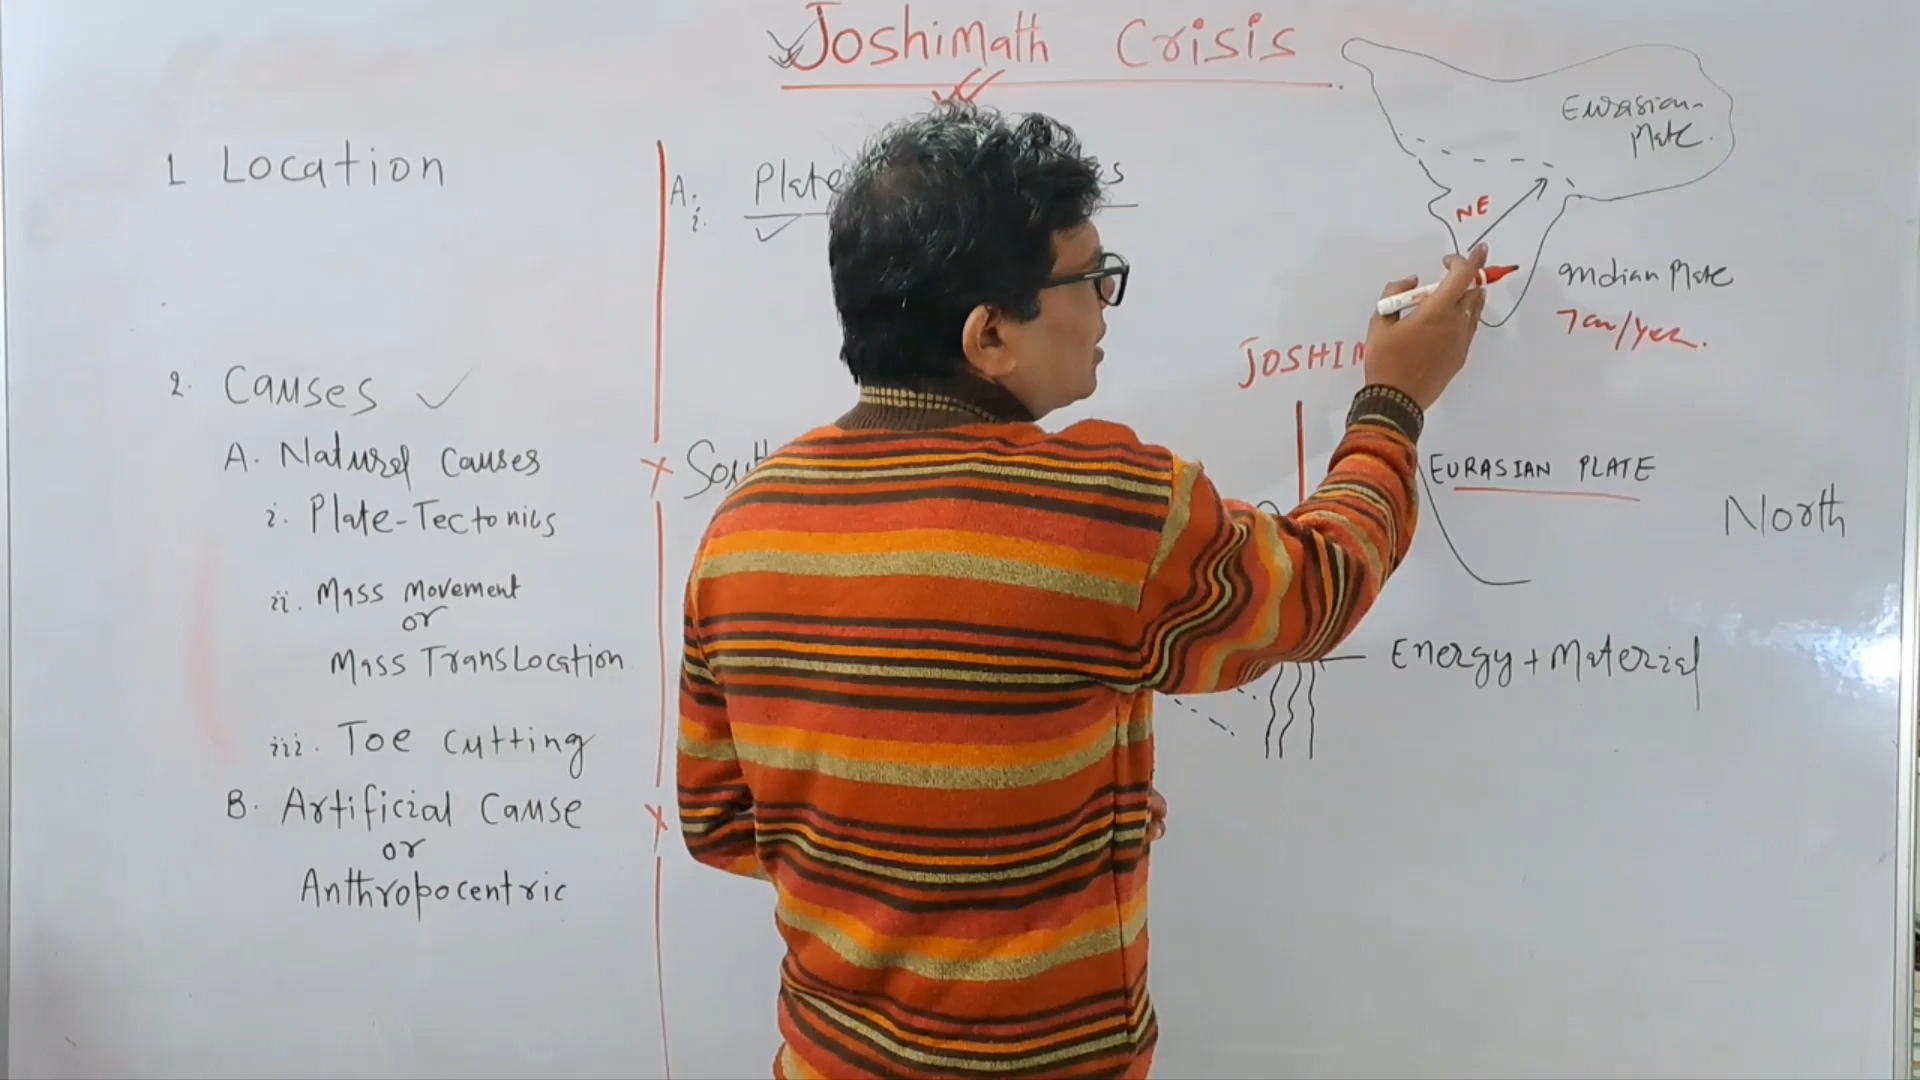 Joshimath Crisis
1 Location
2. Causes
A. Natural Causes
i. Plate-Tectonics
ii. Mass Movement
or
Mass Translocation
iii. Toe Cutting
B. Artificial Cause
or
Anthropocentric
A.
i. Plate
Eurasian
Plate.
NE
Indian Plate
7cm/year.
JOSHIM
EURASIAN PLATE
North
Energy + Material